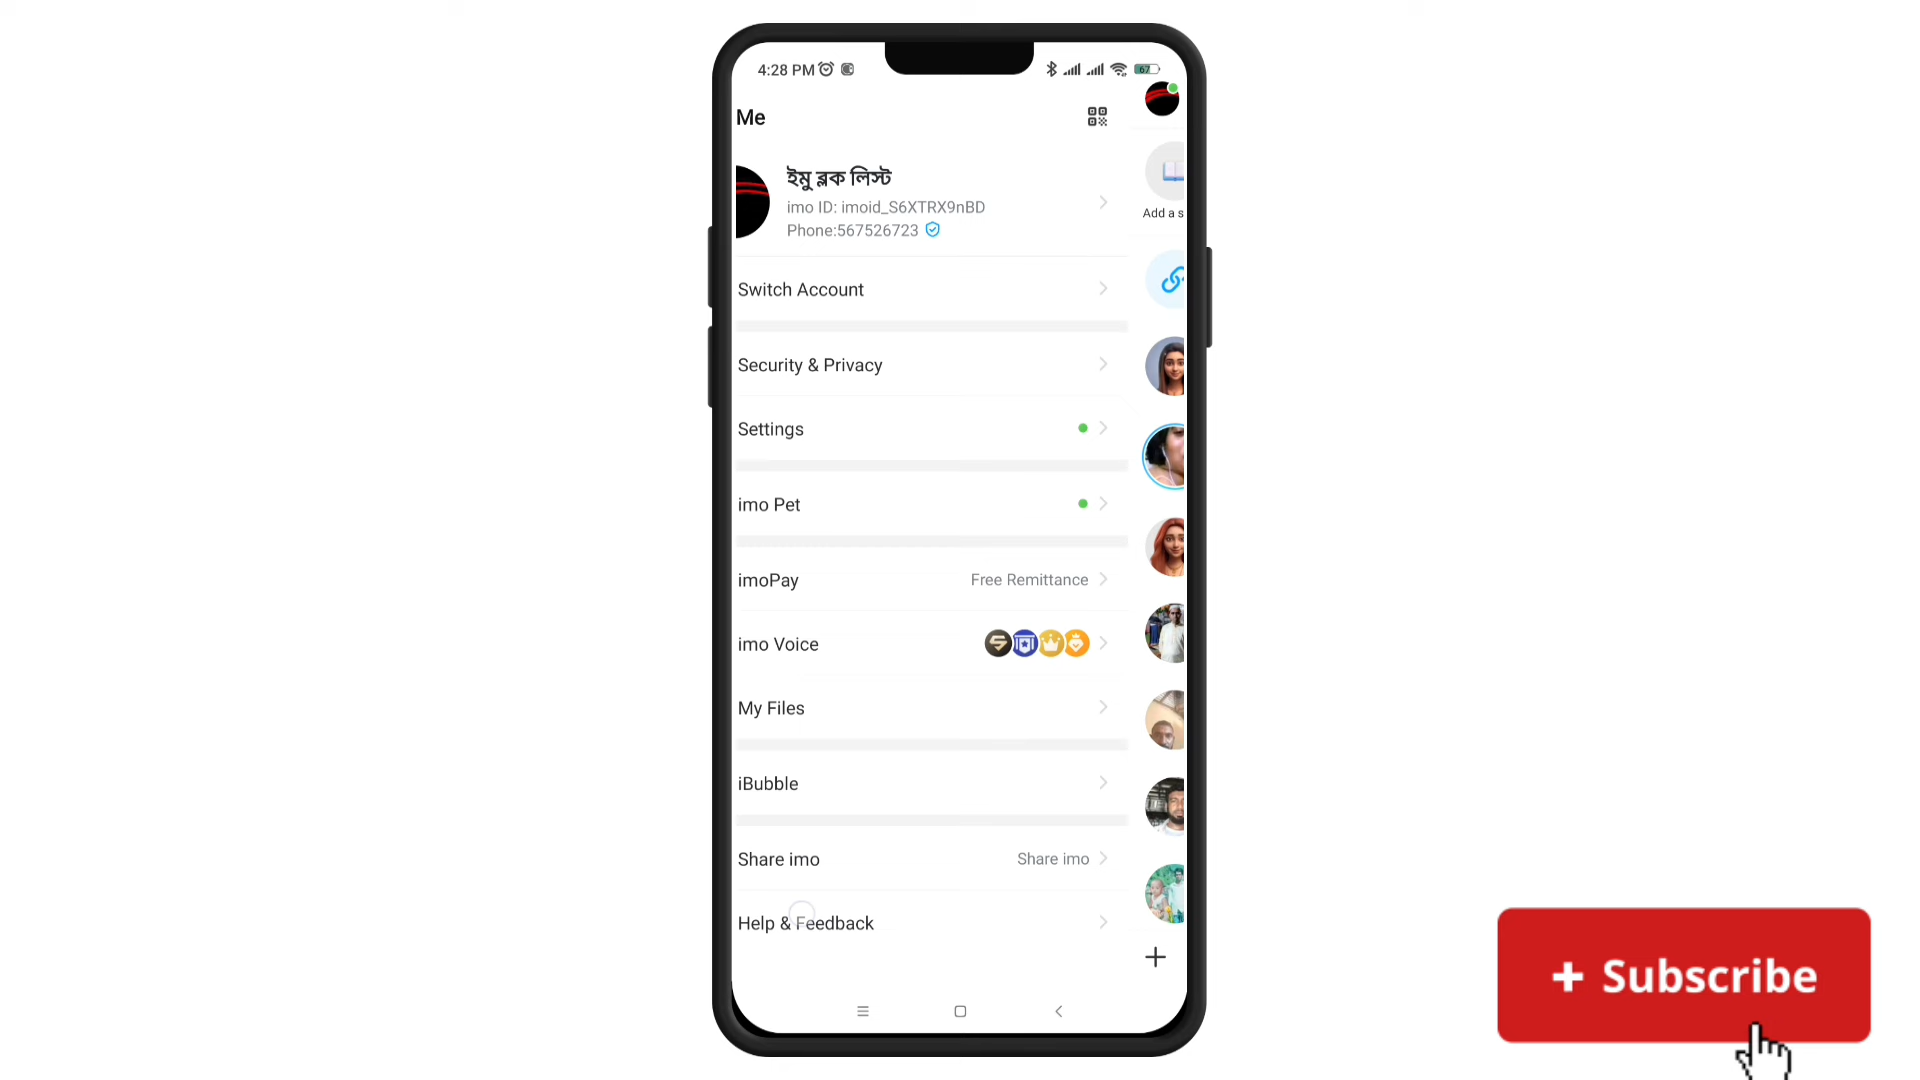 4:28 PM
67
Me
ইমু ব্লক লিস্ট
imo ID: imoid_S6XTRX9nBD
Phone:567526723
Add a s
Switch Account
Security & Privacy
Settings
imo Pet
imoPay Free Remittance
imo Voice
My Files
iBubble
Share imo Share imo
Help & Feedback
+ Subscribe